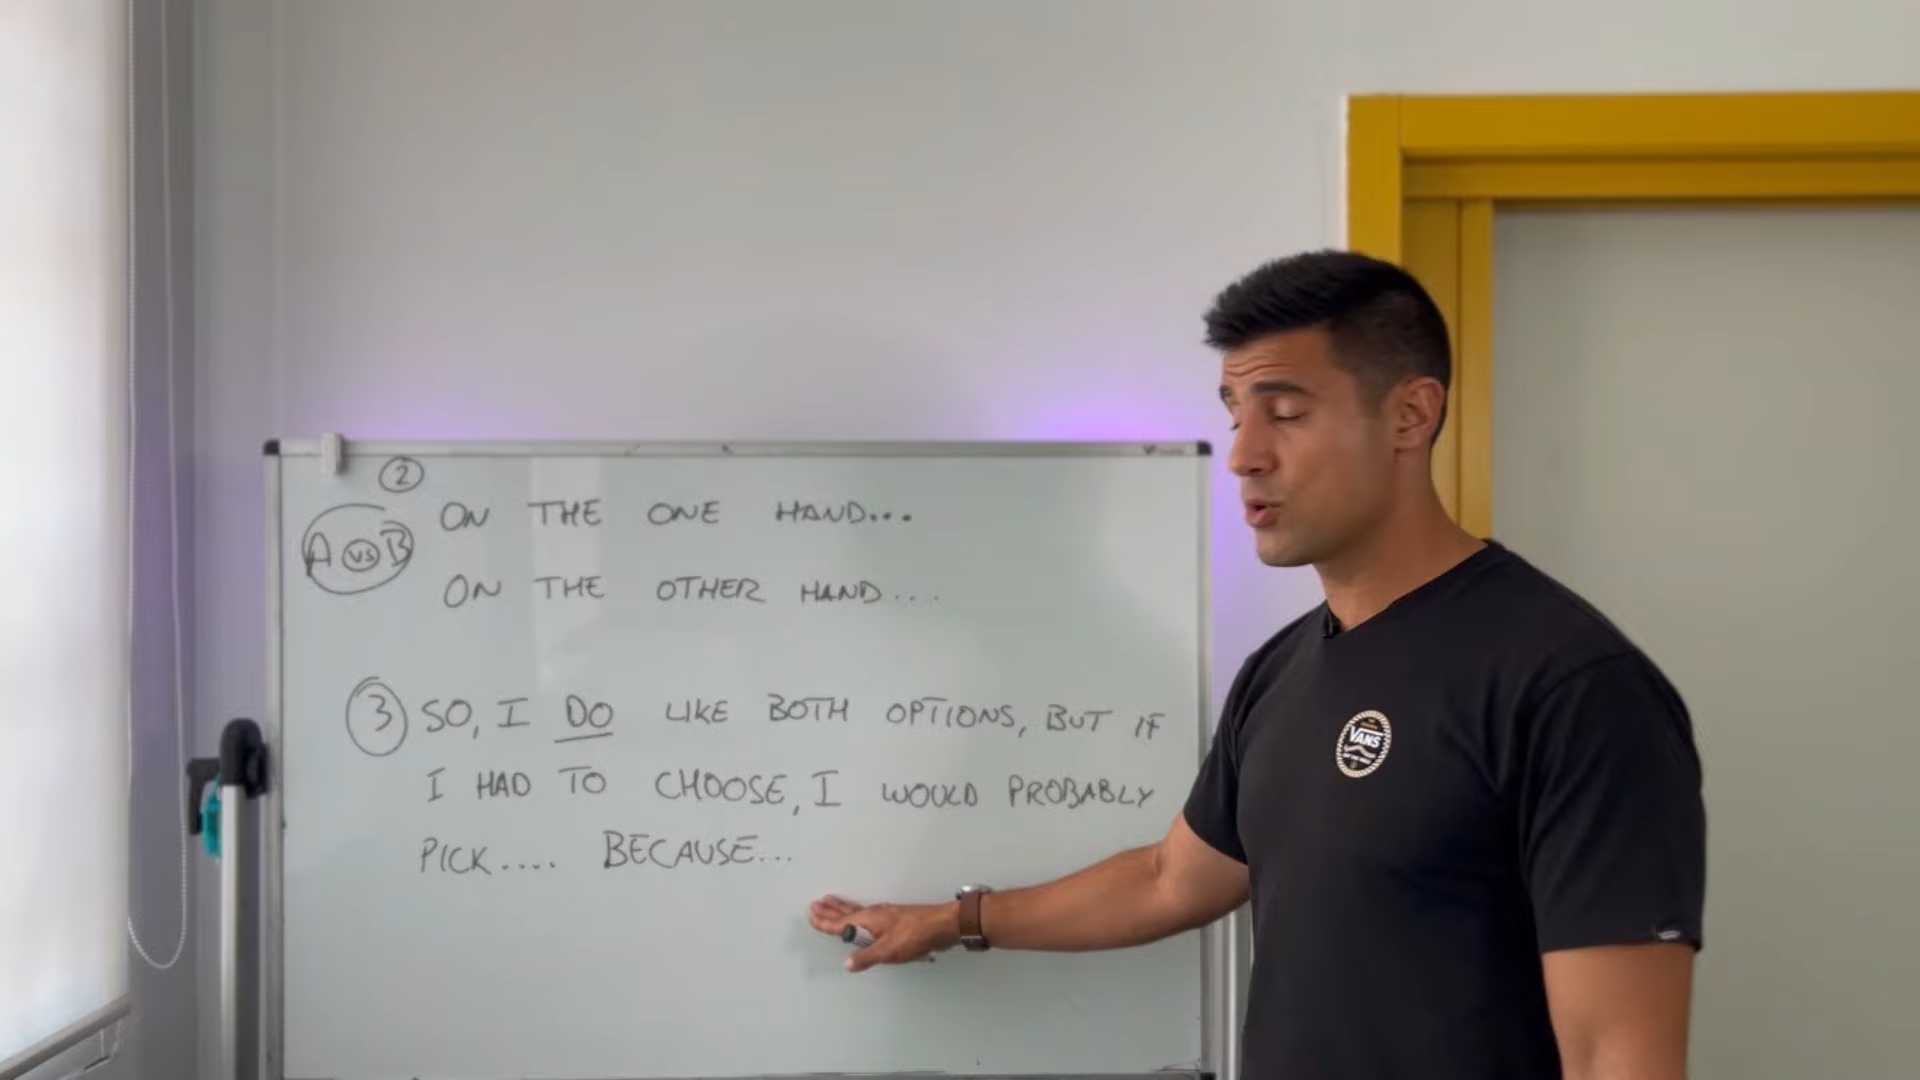 2
ON THE ONE HAND...
A VS B
ON THE OTHER HAND....
3 SO, I DO LIKE BOTH OPTIONS, BUT IF
I HAD TO CHOOSE, I WOULD PROBABLY
PICK.... BECAUSE...
VANS